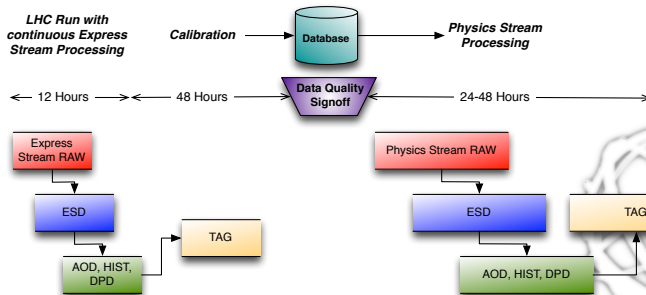 LHC Run with
continuous Express
Stream Processing
Calibration
Database
Physics Stream
Processing
12 Hours
48 Hours
Data Quality
Signoff
24-48 Hours
Express
Stream RAW
ESD
AOD, HIST,
DPD
TAG
Physics Stream RAW
ESD
AOD, HIST, DPD
TAG